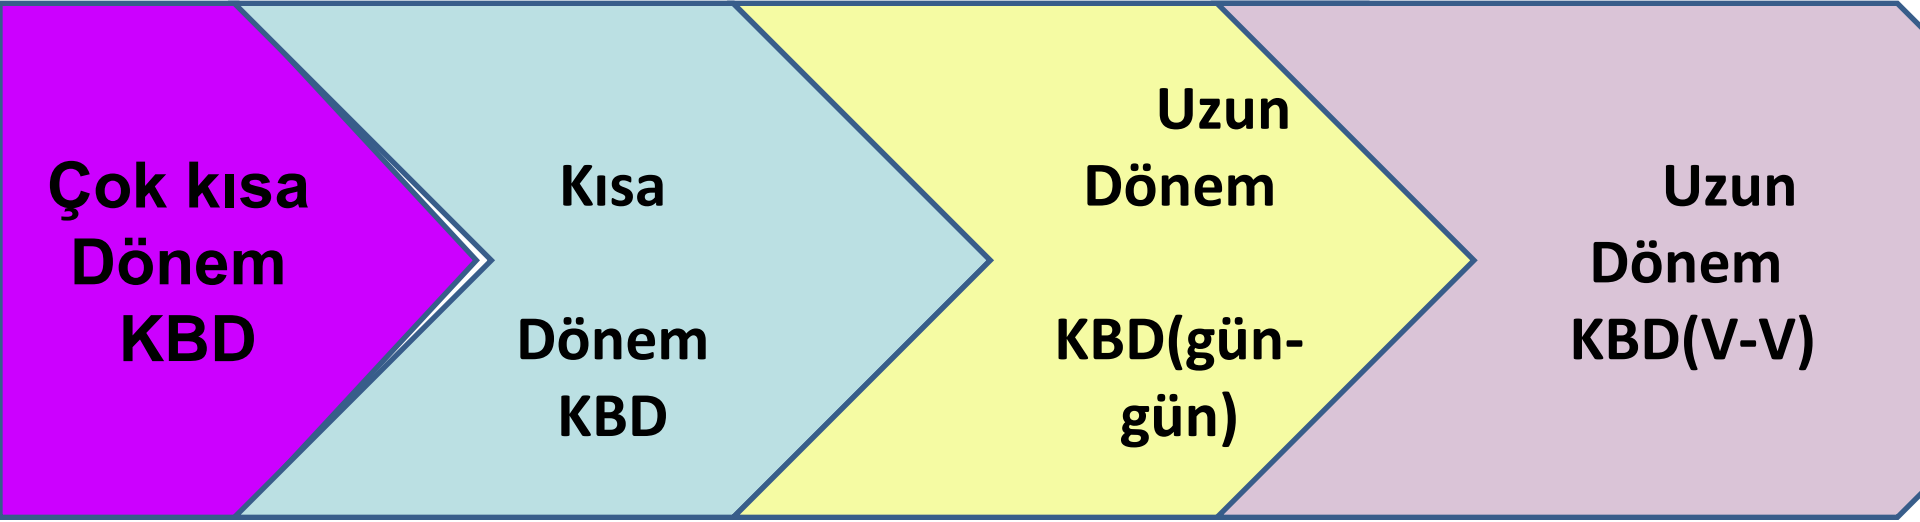 Çok kısa
Dönem
KBD
Kısa
Dönem
KBD
Uzun
Dönem
KBD(gün-
gün)
Uzun
Dönem
KBD(V-V)